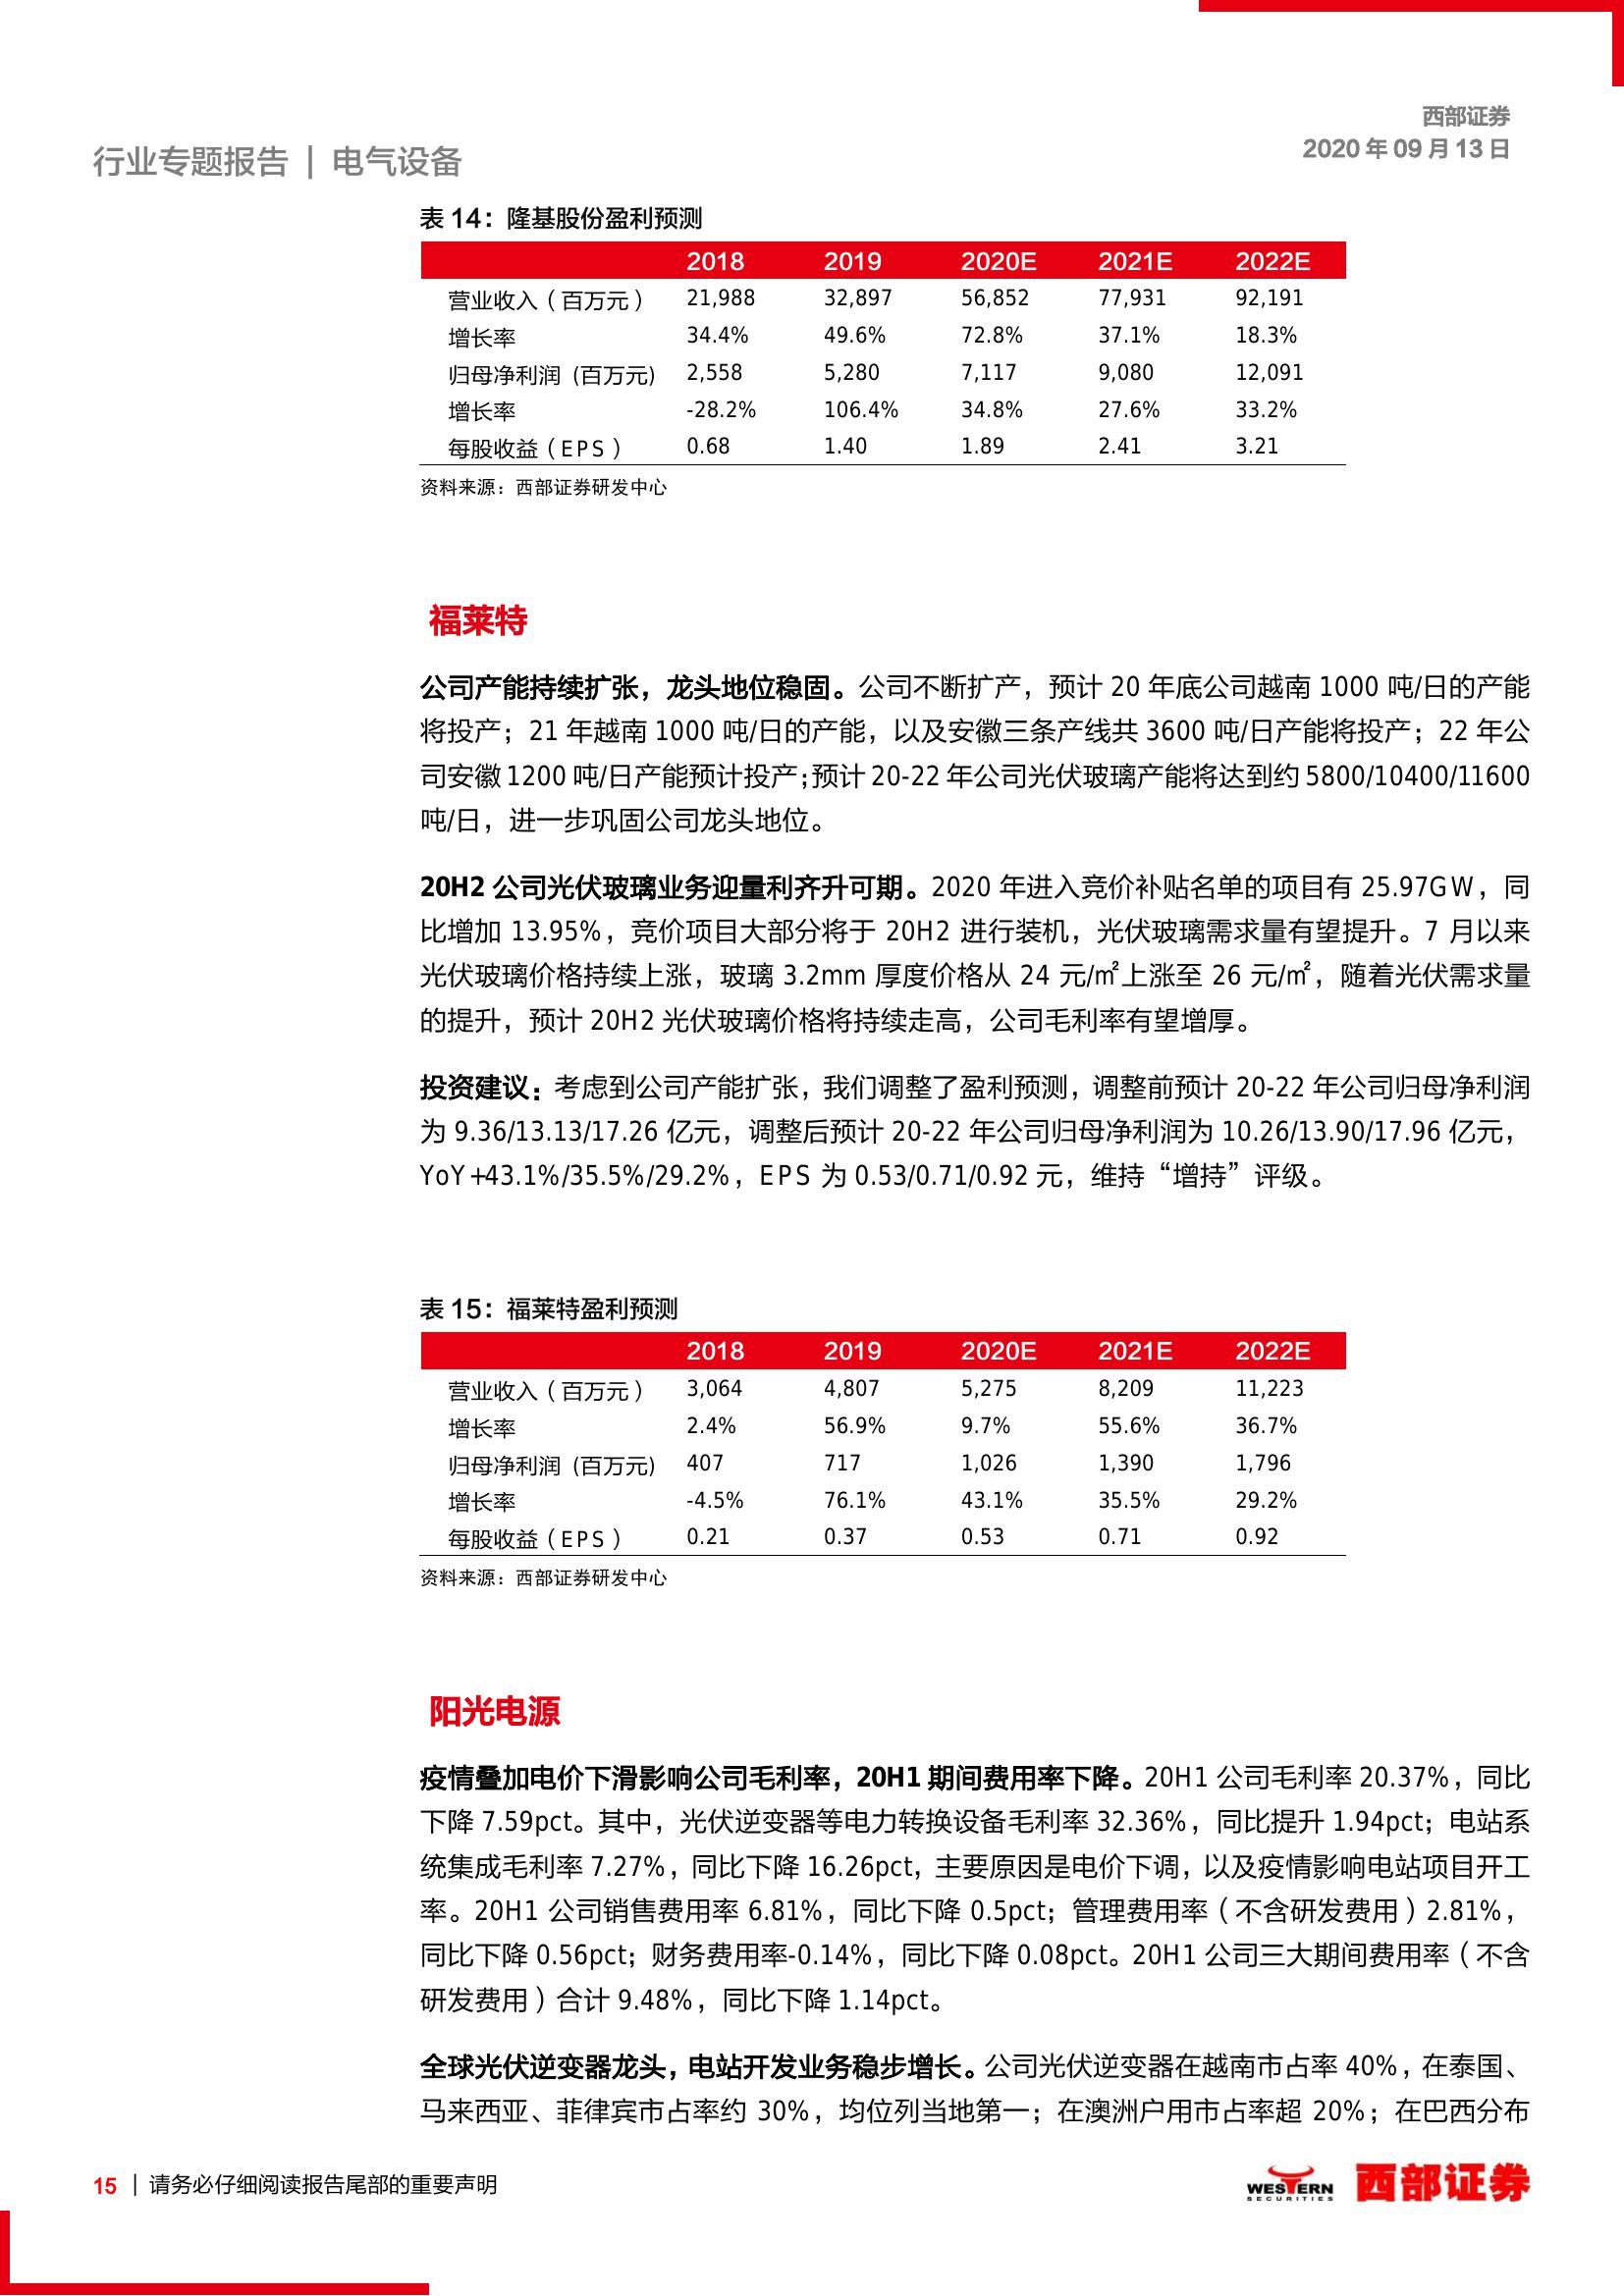 西部证券
2020 年 09 月 13 日
行业专题报告 | 电气设备
表 14：隆基股份盈利预测
2018 2019 2020E 2021E 2022E
营业收入（百万元） 21,988 32,897 56,852 77,931 92,191
增长率 34.4% 49.6% 72.8% 37.1% 18.3%
归母净利润 (百万元) 2,558 5,280 7,117 9,080 12,091
增长率 -28.2% 106.4% 34.8% 27.6% 33.2%
每股收益（EPS） 0.68 1.40 1.89 2.41 3.21
资料来源：西部证券研发中心
福莱特
公司产能持续扩张，龙头地位稳固。公司不断扩产，预计 20 年底公司越南 1000 吨/日的产能
将投产；21 年越南 1000 吨/日的产能，以及安徽三条产线共 3600 吨/日产能将投产；22 年公
司安徽 1200 吨/日产能预计投产；预计 20-22 年公司光伏玻璃产能将达到约 5800/10400/11600
吨/日，进一步巩固公司龙头地位。
20H2 公司光伏玻璃业务迎量利齐升可期。2020 年进入竞价补贴名单的项目有 25.97GW，同
比增加 13.95%，竞价项目大部分将于 20H2 进行装机，光伏玻璃需求量有望提升。7 月以来
光伏玻璃价格持续上涨，玻璃 3.2mm 厚度价格从 24 元/㎡上涨至 26 元/㎡，随着光伏需求量
的提升，预计 20H2 光伏玻璃价格将持续走高，公司毛利率有望增厚。
投资建议：考虑到公司产能扩张，我们调整了盈利预测，调整前预计 20-22 年公司归母净利润
为 9.36/13.13/17.26 亿元，调整后预计 20-22 年公司归母净利润为 10.26/13.90/17.96 亿元，
YoY+43.1%/35.5%/29.2%，EPS 为 0.53/0.71/0.92 元，维持“增持”评级。
表 15：福莱特盈利预测
2018 2019 2020E 2021E 2022E
营业收入（百万元） 3,064 4,807 5,275 8,209 11,223
增长率 2.4% 56.9% 9.7% 55.6% 36.7%
归母净利润 (百万元) 407 717 1,026 1,390 1,796
增长率 -4.5% 76.1% 43.1% 35.5% 29.2%
每股收益（EPS） 0.21 0.37 0.53 0.71 0.92
资料来源：西部证券研发中心
阳光电源
疫情叠加电价下滑影响公司毛利率，20H1 期间费用率下降。20H1 公司毛利率 20.37%，同比
下降 7.59pct。其中，光伏逆变器等电力转换设备毛利率 32.36%，同比提升 1.94pct；电站系
统集成毛利率 7.27%，同比下降 16.26pct，主要原因是电价下调，以及疫情影响电站项目开工
率。20H1 公司销售费用率 6.81%，同比下降 0.5pct；管理费用率（不含研发费用）2.81%，
同比下降 0.56pct；财务费用率-0.14%，同比下降 0.08pct。20H1 公司三大期间费用率（不含
研发费用）合计 9.48%，同比下降 1.14pct。
全球光伏逆变器龙头，电站开发业务稳步增长。公司光伏逆变器在越南市占率 40%，在泰国、
马来西亚、菲律宾市占率约 30%，均位列当地第一；在澳洲户用市占率超 20%；在巴西分布
15 | 请务必仔细阅读报告尾部的重要声明
WESTERN
SECURITIES
西部证券